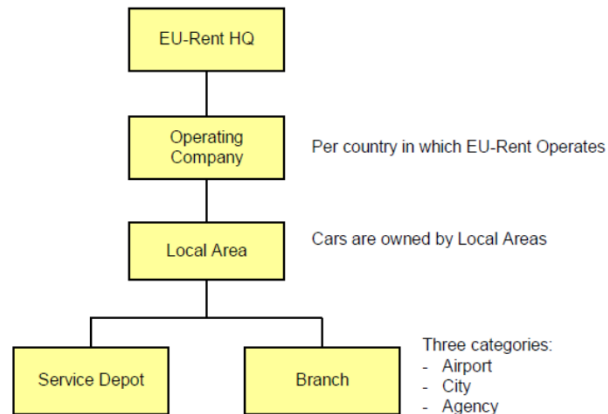 EU-Rent HQ
Operating
Company
Per country in which EU-Rent Operates
Local Area
Cars are owned by Local Areas
Service Depot
Branch
Three categories:
- Airport
- City
- Agency